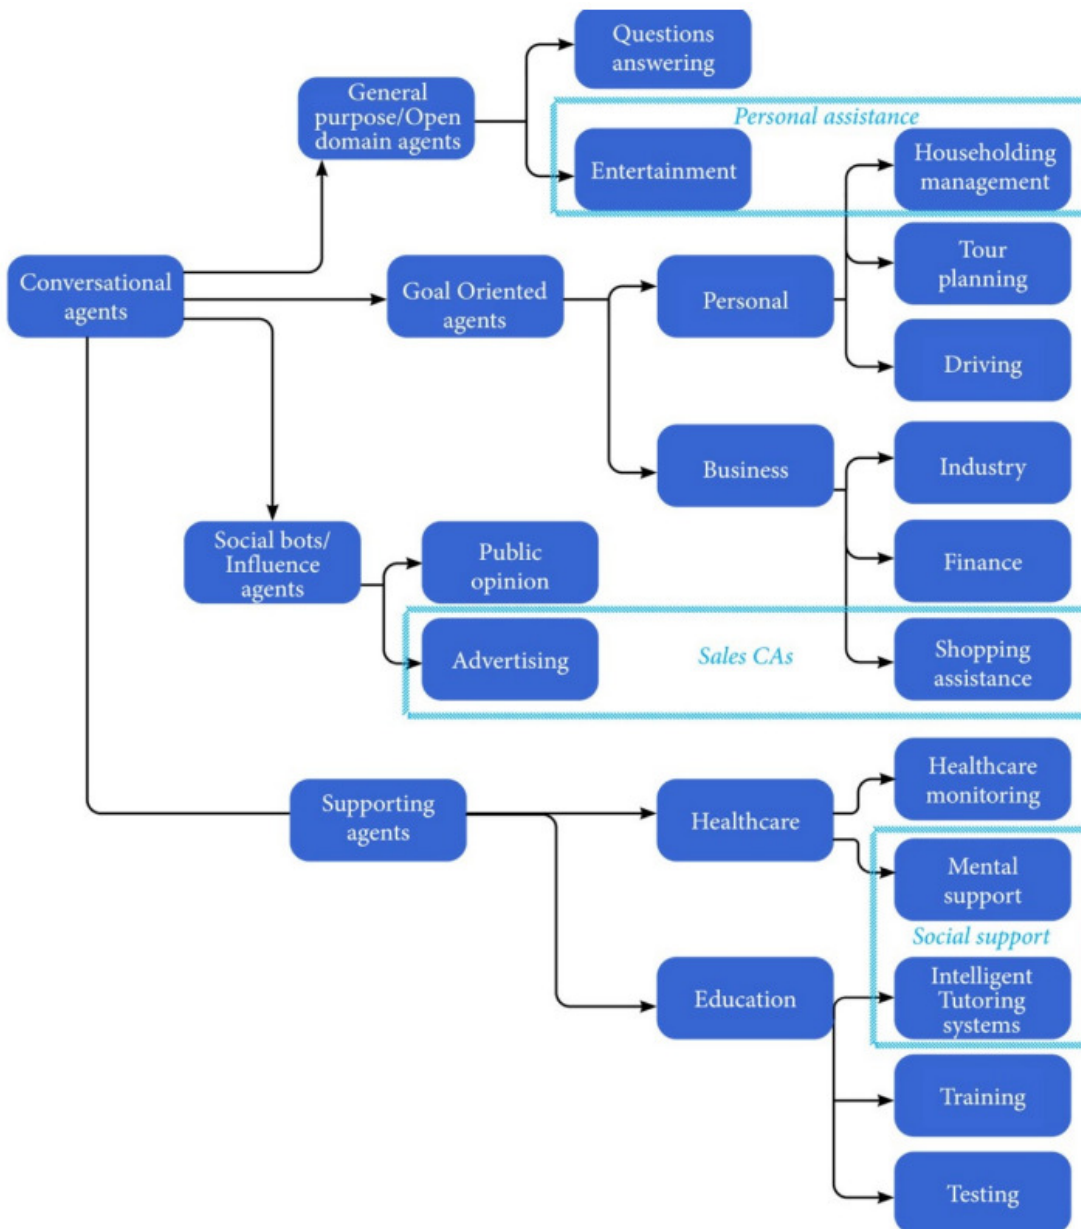 Questions
answering
General
purpose/Open
domain agents
Personal assistance
Entertainment
Householding
management
Conversational
agents
Goal Oriented
agents
Personal
Tour
planning
Driving
Business
Industry
Finance
Social bots/
Influence
agents
Public
opinion
Advertising
Sales CAs
Shopping
assistance
Supporting
agents
Healthcare
Healthcare
monitoring
Mental
support
Social support
Education
Intelligent
Tutoring
systems
Training
Testing